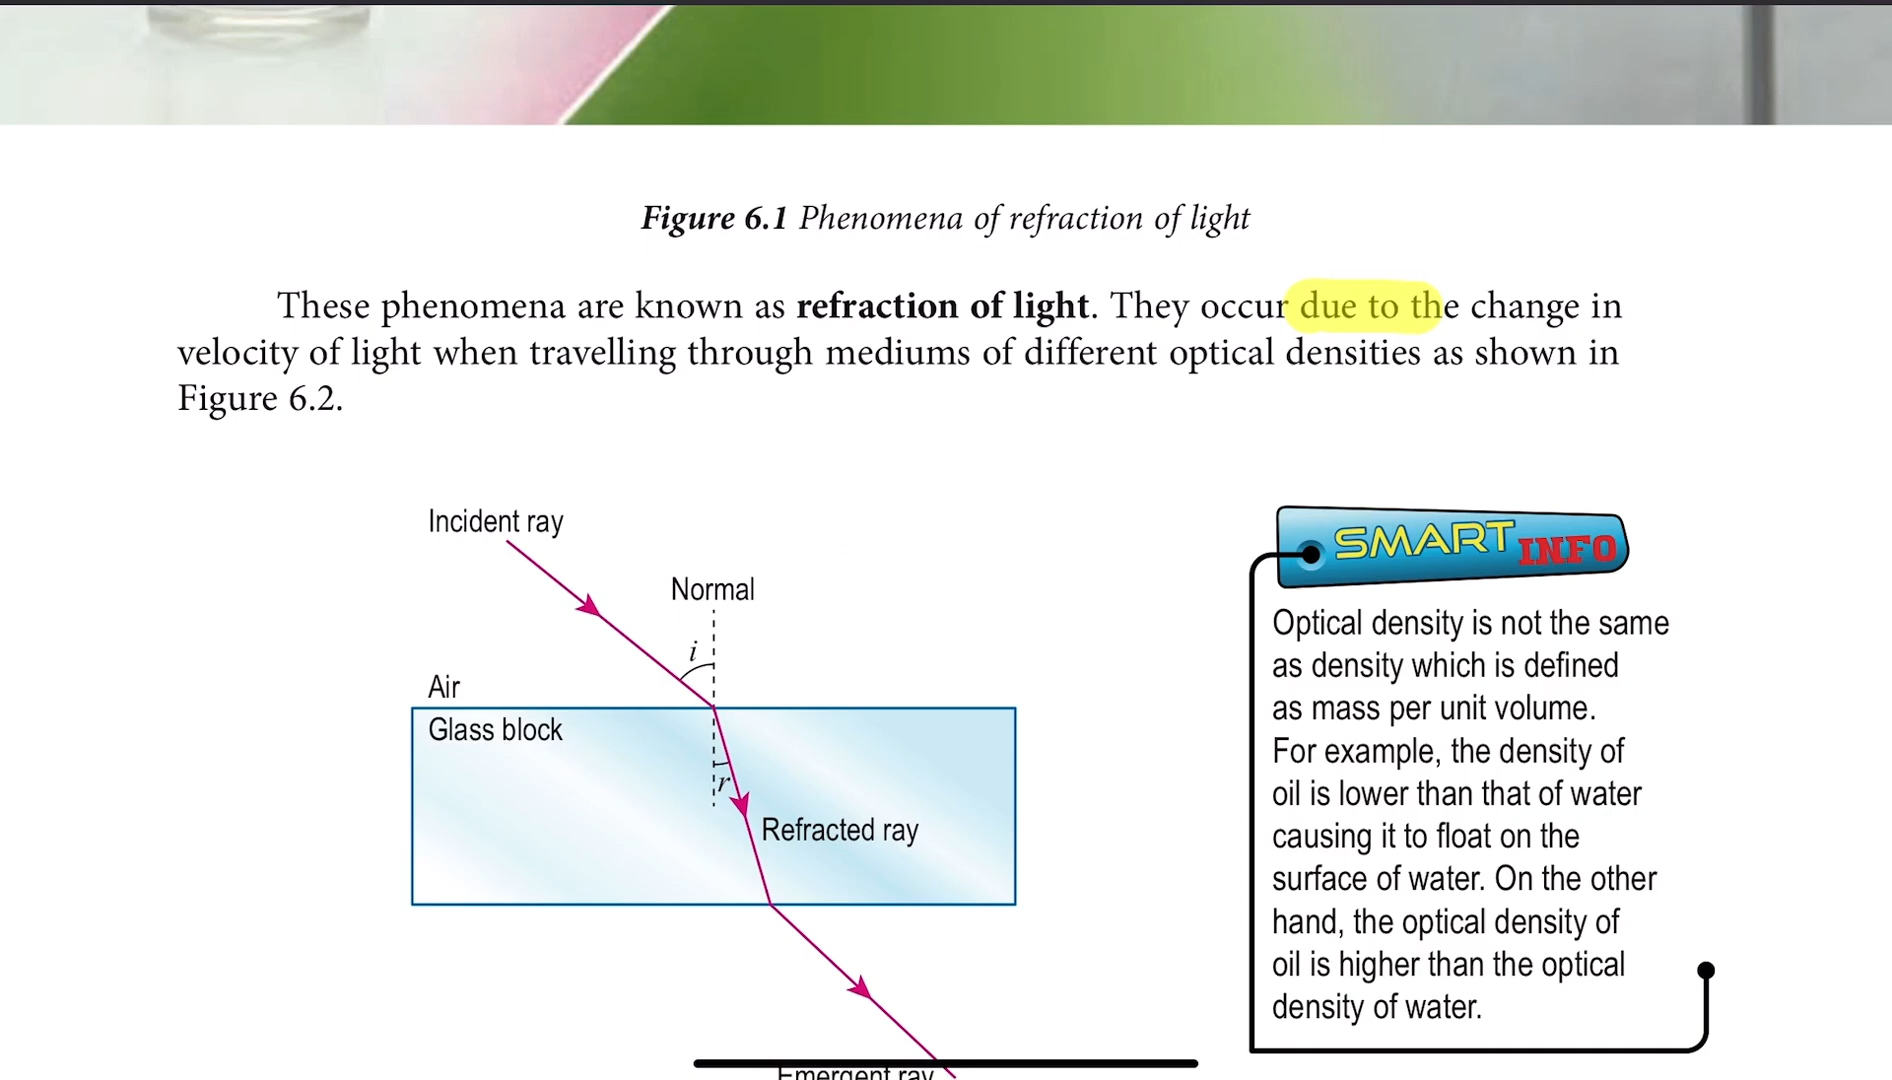 Figure 6.1 Phenomena of refraction of light
These phenomena are known as refraction of light. They occur due to the change in
velocity of light when travelling through mediums of different optical densities as shown in
Figure 6.2.
Incident ray
Normal
i
Air
Glass block
r
Refracted ray
Emergent ray
SMART INFO
Optical density is not the same
as density which is defined
as mass per unit volume.
For example, the density of
oil is lower than that of water
causing it to float on the
surface of water. On the other
hand, the optical density of
oil is higher than the optical
density of water.